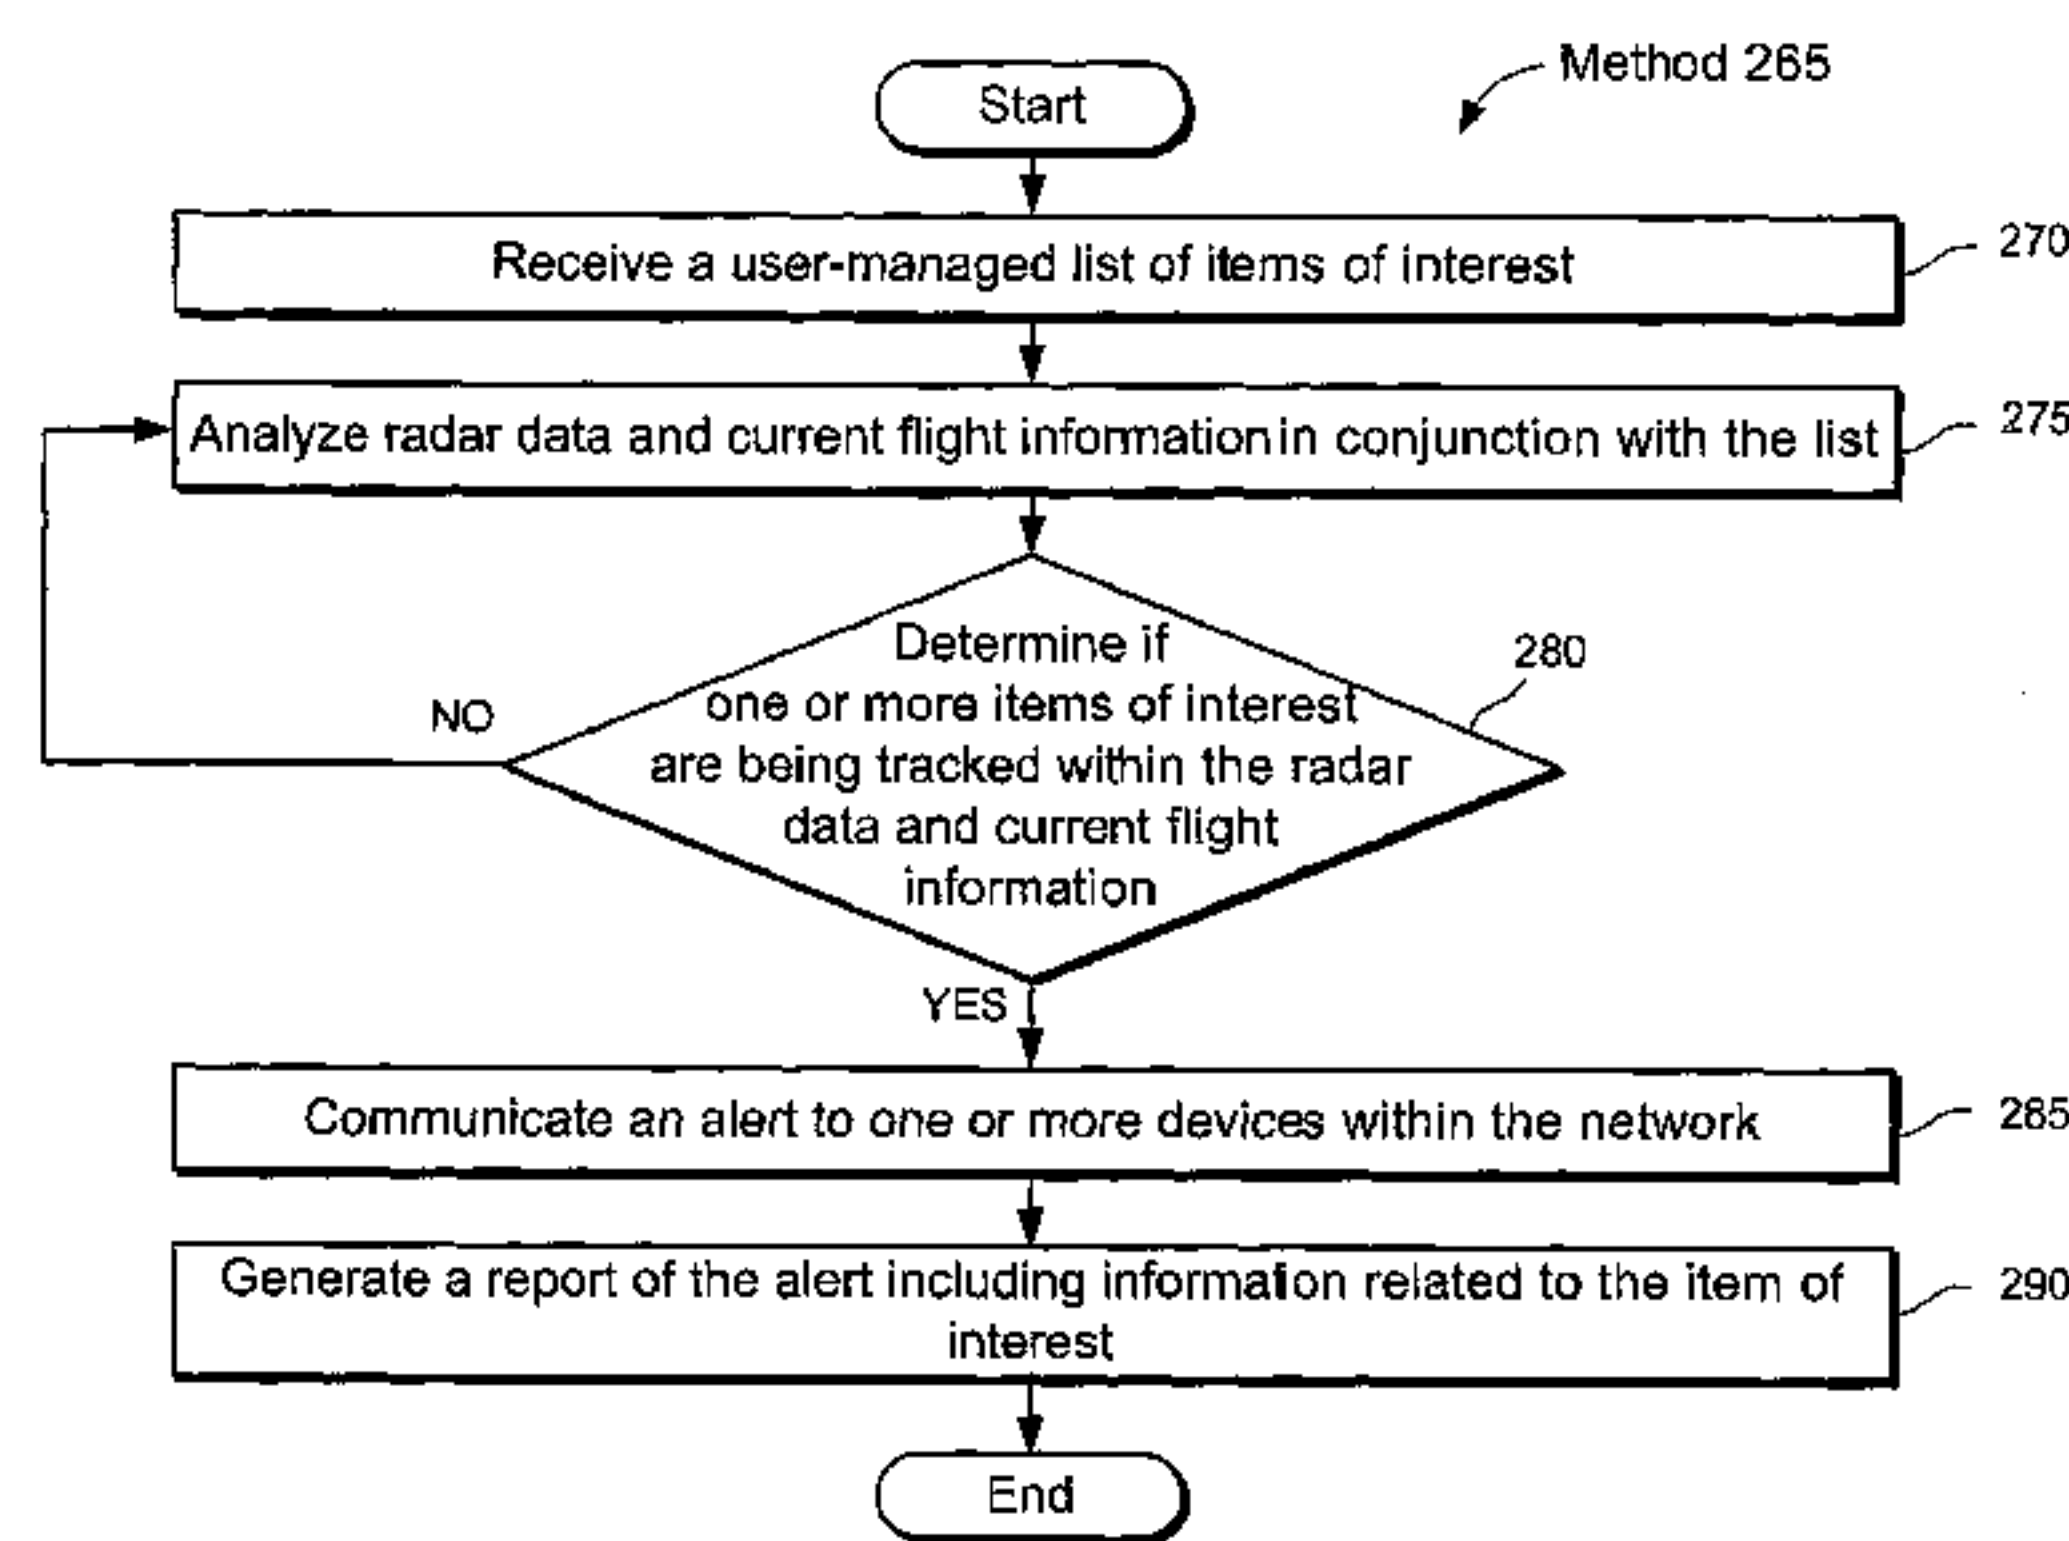 Method 265
Start
Receive a user-managed list of items of interest
270
Analyze radar data and current flight information in conjunction with the list
275
Determine if
one or more items of interest
are being tracked within the radar
data and current flight
information
280
NO
YES
Communicate an alert to one or more devices within the network
285
Generate a report of the alert including information related to the item of
interest
290
End